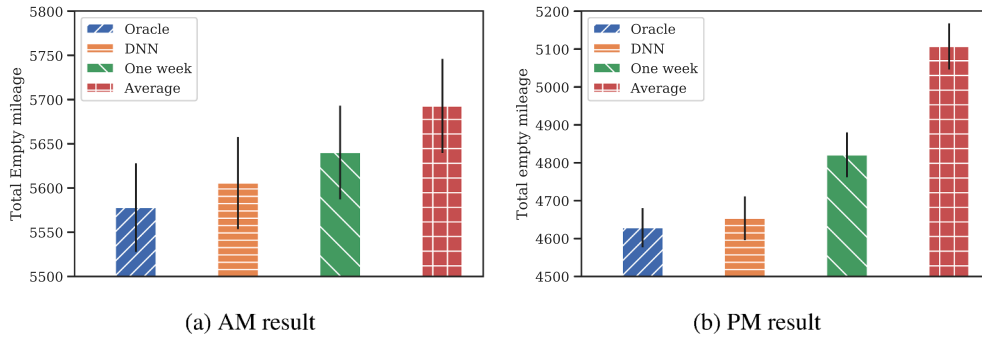 5800
5750
5700
5650
5600
5550
5500
Total Empty mileage
Oracle
DNN
One week
Average
(a) AM result
5200
5100
5000
4900
4800
4700
4600
4500
Total empty mileage
Oracle
DNN
One week
Average
(b) PM result